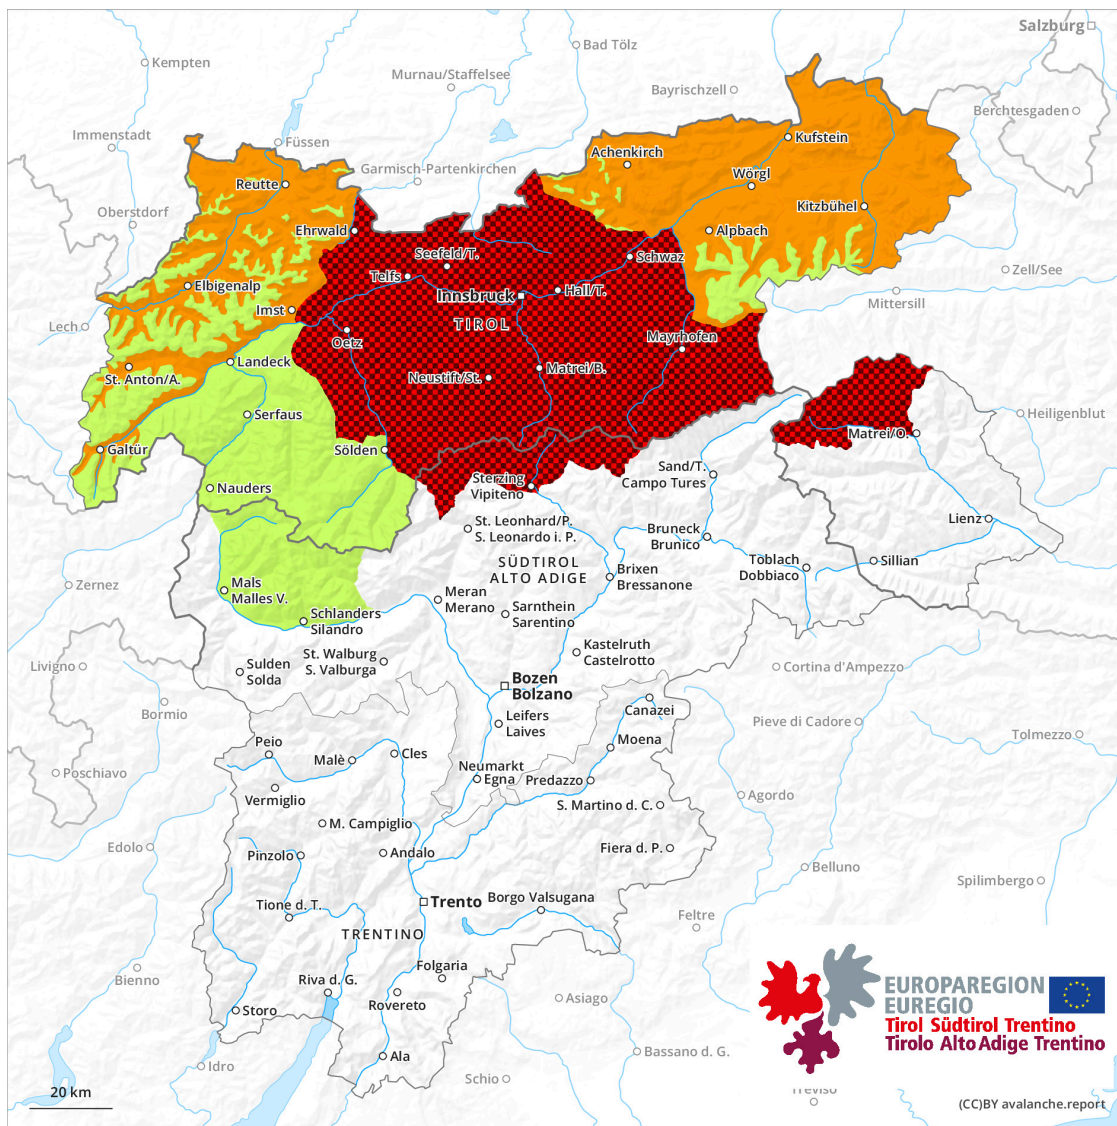 Salzburg
Bad Tölz
Kempten
Murnau/Staffelsee
Bayrischzell
Berchtesgaden
Immenstadt
Füssen
Kufstein
Achenkirch
Garmisch-Partenkirchen
Wörgl
Reutte
Oberstdorf
Kitzbühel
Ehrwald
Alpbach
Seefeld/T.
Schwaz
Telfs
Zell/See
Elbigenalp
Hall/T.
Innsbruck
Mittersill
Imst
TIROL
Lech
Mayrhofen
Oetz
Landeck
Matrei/B.
St. Anton/A.
Neustift/St.
Serfaus
Heiligenblut
Matrei/O.
Galtür
Sölden
Sand/T.
Campo Tures
Sterzing
Vipiteno
Nauders
St. Leonhard/P.
S. Leonardo i. P.
Lienz
Bruneck
Brunico
SÜDTIROL
ALTO ADIGE
Toblach
Dobbiaco
Sillian
Brixen
Bressanone
Zernez
Mals
Malles V.
Meran
Merano
Sarnthein
Sarentino
Schlanders
Silandro
Kastelruth
Castelrotto
St. Walburg
S. Valburga
Livigno
Sulden
Solda
Cortina d'Ampezzo
Bozen
Bolzano
Canazei
Bormio
Leifers
Laives
Pieve di Cadore
Tolmezzo
Peio
Moena
Cles
Malè
Neumarkt
Egna
Poschiavo
Predazzo
Vermiglio
Agordo
S. Martino d. C.
M. Campiglio
Edolo
Fiera d. P.
Pinzolo
Andalo
Belluno
Spilimbergo
Trento
Borgo Valsugana
Tione d. T.
Feltre
TRENTINO
Folgaria
Bienno
Riva d. G.
EUROPAREGION
EUREGIO
Tirol Südtirol Trentino
Tirolo Alto Adige Trentino
Rovereto
Asiago
Storo
Ala
Bassano d. G.
Idro
Schio
Treviso
20 km
(CC)BY avalanche.report